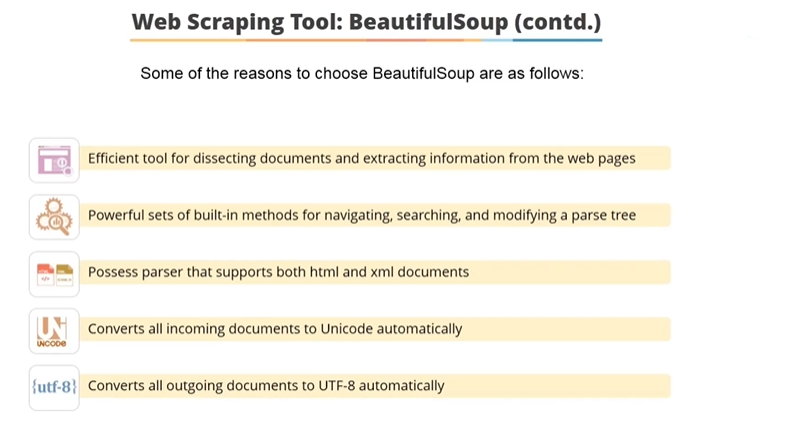 Web Scraping Tool: BeautifulSoup (contd.)
Some of the reasons to choose BeautifulSoup are as follows:
Efficient tool for dissecting documents and extracting information from the web pages
Powerful sets of built-in methods for navigating, searching, and modifying a parse tree
Possess parser that supports both html and xml documents
UNCODE
Converts all incoming documents to Unicode automatically
{utf-8}
Converts all outgoing documents to UTF-8 automatically